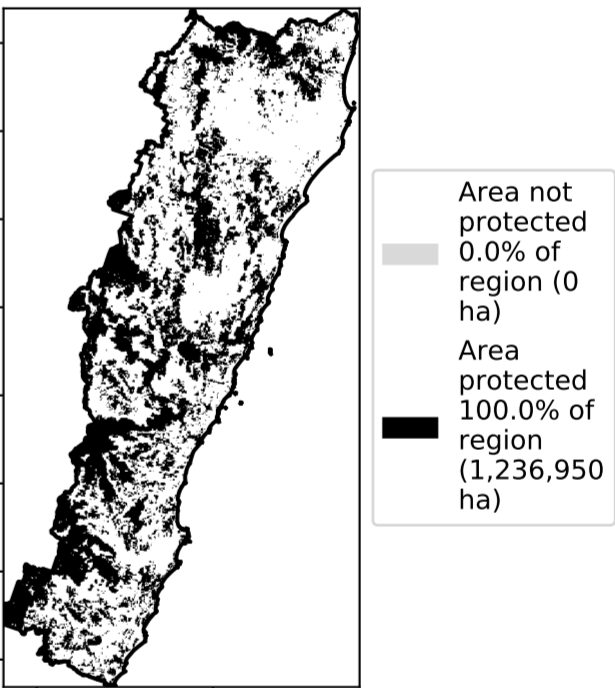 Area not
protected
0.0% of
region (0
ha)
Area
protected
100.0% of
region
(1,236,950
ha)